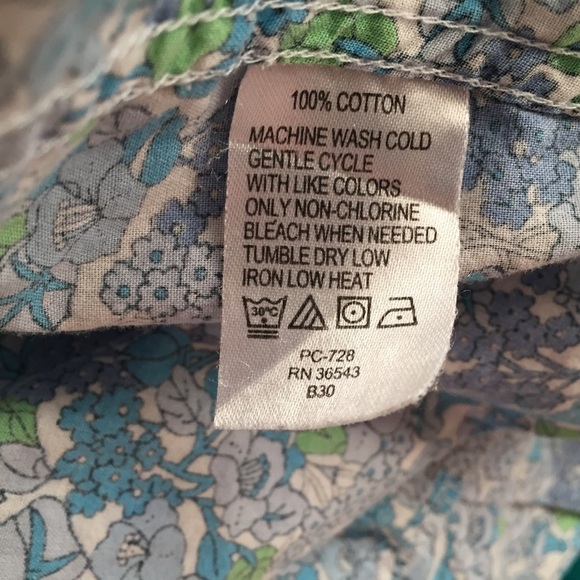 100% COTTON
MACHINE WASH COLD
GENTLE CYCLE
WITH LIKE COLORS
ONLY NON-CHLORINE
BLEACH WHEN NEEDED
TUMBLE DRY LOW
IRON LOW HEAT
30°C
PC-728
RN 36543
B30